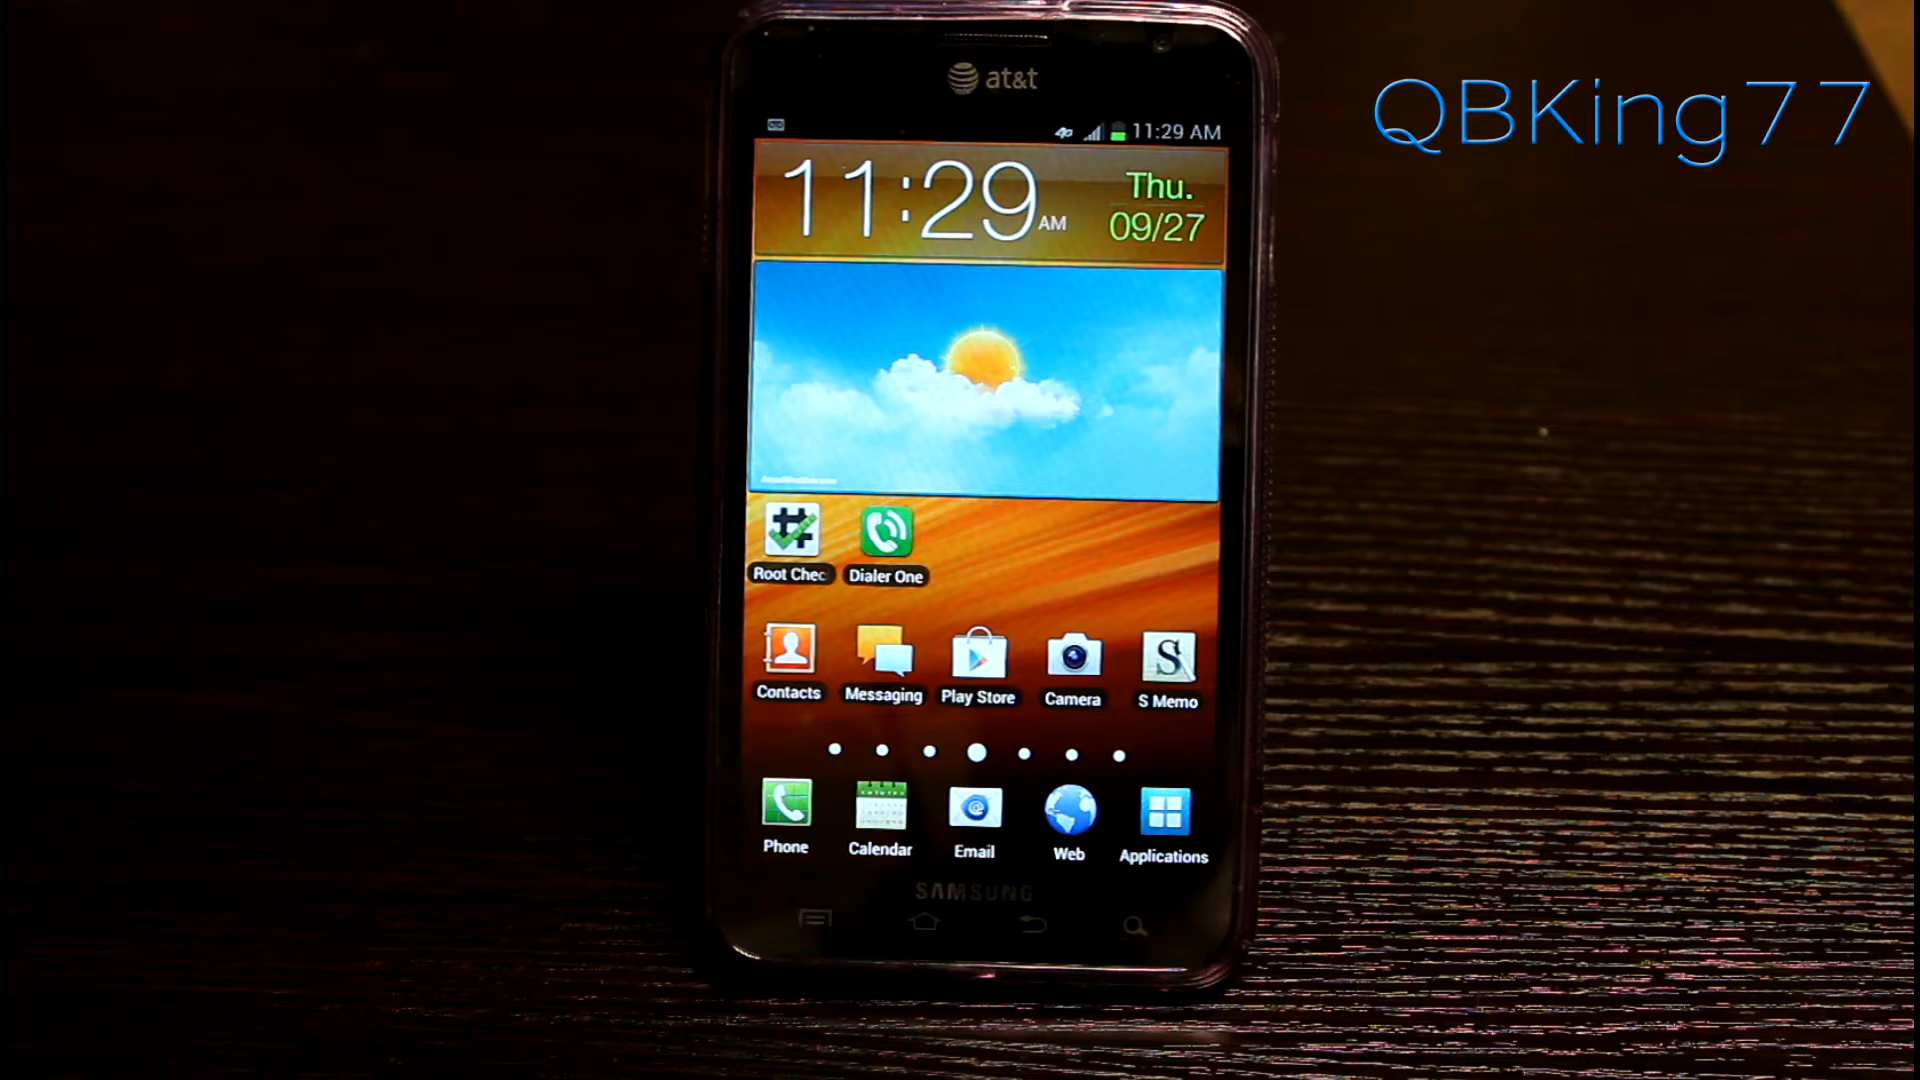 QBKing77
at&t
11:29 AM
11:29 AM
Thu.
09/27
Root Chec
Dialer One
Contacts
Messaging
Play Store
Camera
S Memo
Phone
Calendar
Email
Web
Applications
SAMSUNG